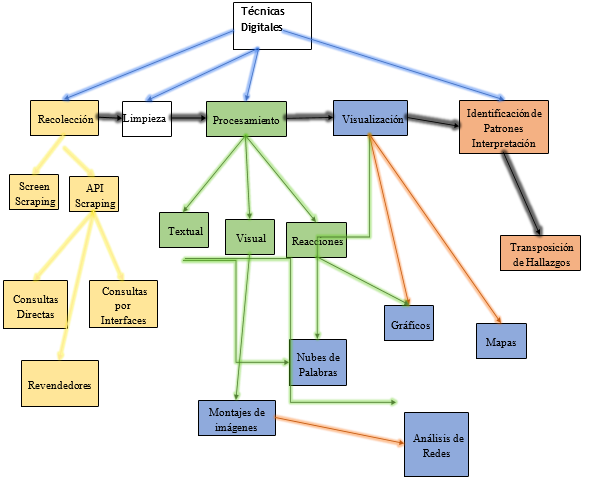 Técnicas
Digitales
Recolección
Limpieza
Procesamiento
Visualización
Identificación de
Patrones
Interpretación
Screen
Scraping
API
Scraping
Textual
Visual
Reacciones
Transposición
de Hallazgos
Consultas
Directas
Consultas
por
Interfaces
Gráficos
Mapas
Revendedores
Nubes de
Palabras
Montajes de
imágenes
Análisis de
Redes